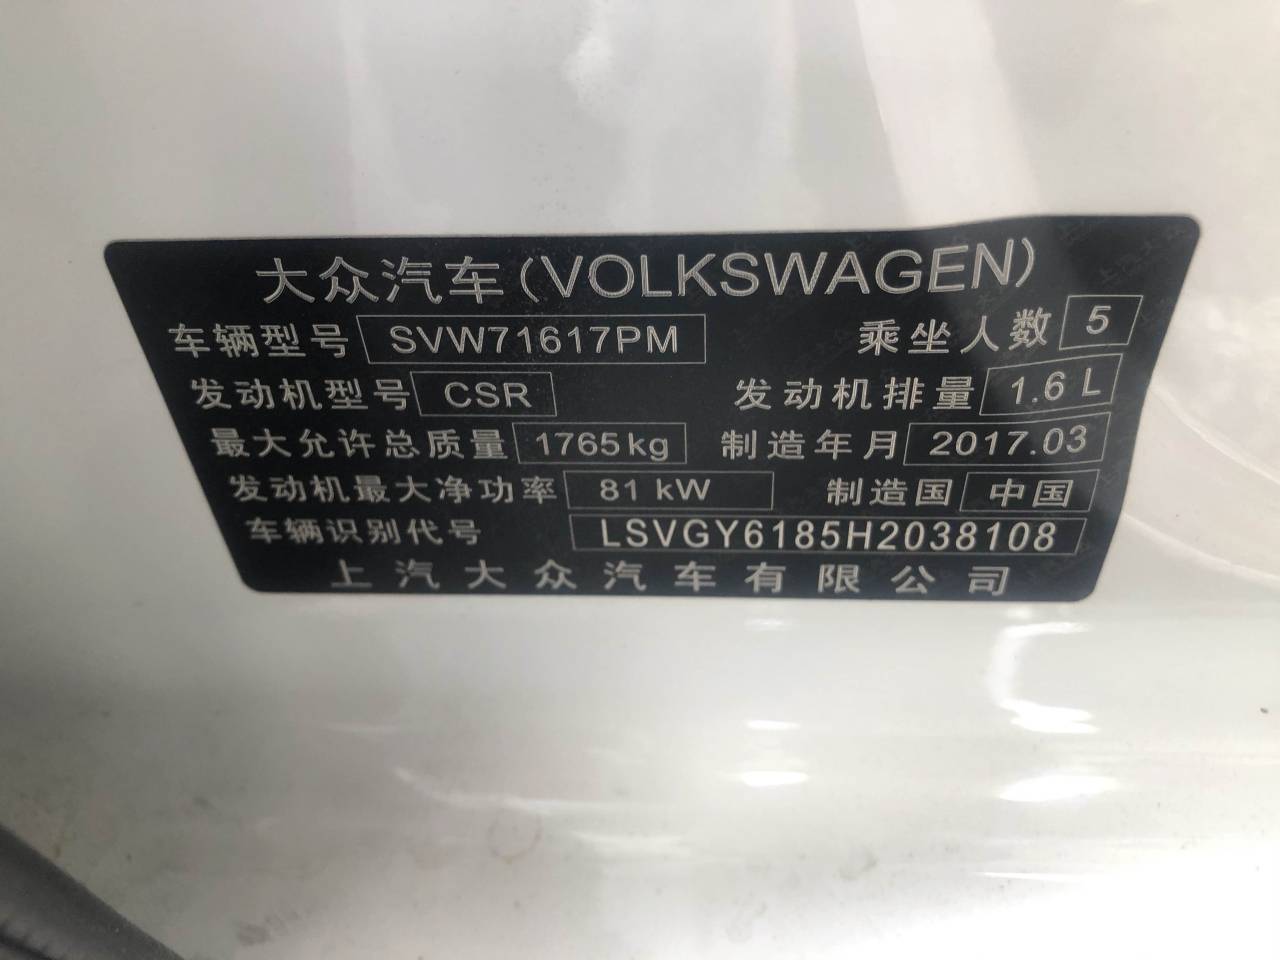 大众汽车(VOLKSWAGEN)
车辆型号 SVW71617PM 乘坐人数 5
发动机型号 CSR 发动机排量 1.6 L
最大允许总质量 1765kg 制造年月 2017.03
发动机最大净功率 81 kW 制造国 中国
车辆识别代号 LSVGY6185H2038108
上汽大众汽车有限公司